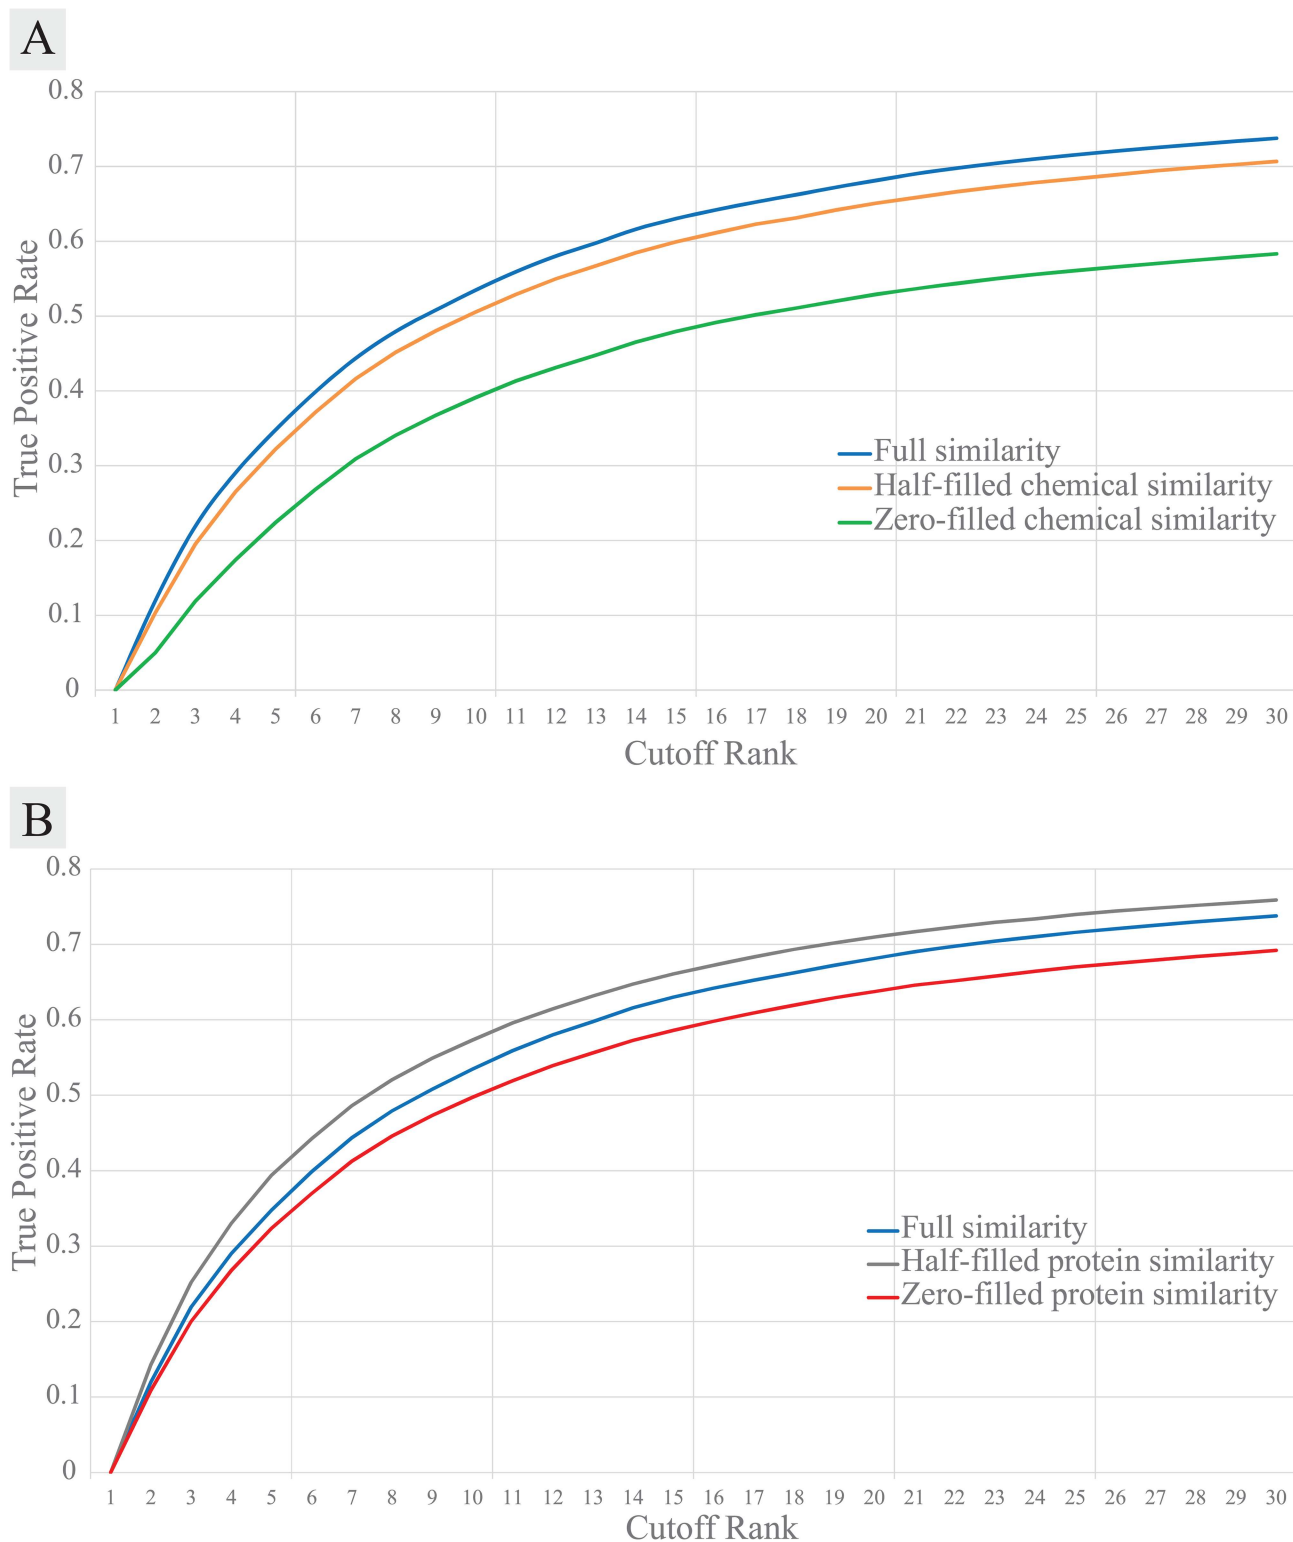 A
0.8
0.7
0.6
0.5
0.4
0.3
0.2
0.1
0
True Positive Rate
Full similarity
Half-filled chemical similarity
Zero-filled chemical similarity
1 2 3 4 5 6 7 8 9 10 11 12 13 14 15 16 17 18 19 20 21 22 23 24 25 26 27 28 29 30
Cutoff Rank
B
0.8
0.7
0.6
0.5
0.4
0.3
0.2
0.1
0
True Positive Rate
Full similarity
Half-filled protein similarity
Zero-filled protein similarity
1 2 3 4 5 6 7 8 9 10 11 12 13 14 15 16 17 18 19 20 21 22 23 24 25 26 27 28 29 30
Cutoff Rank